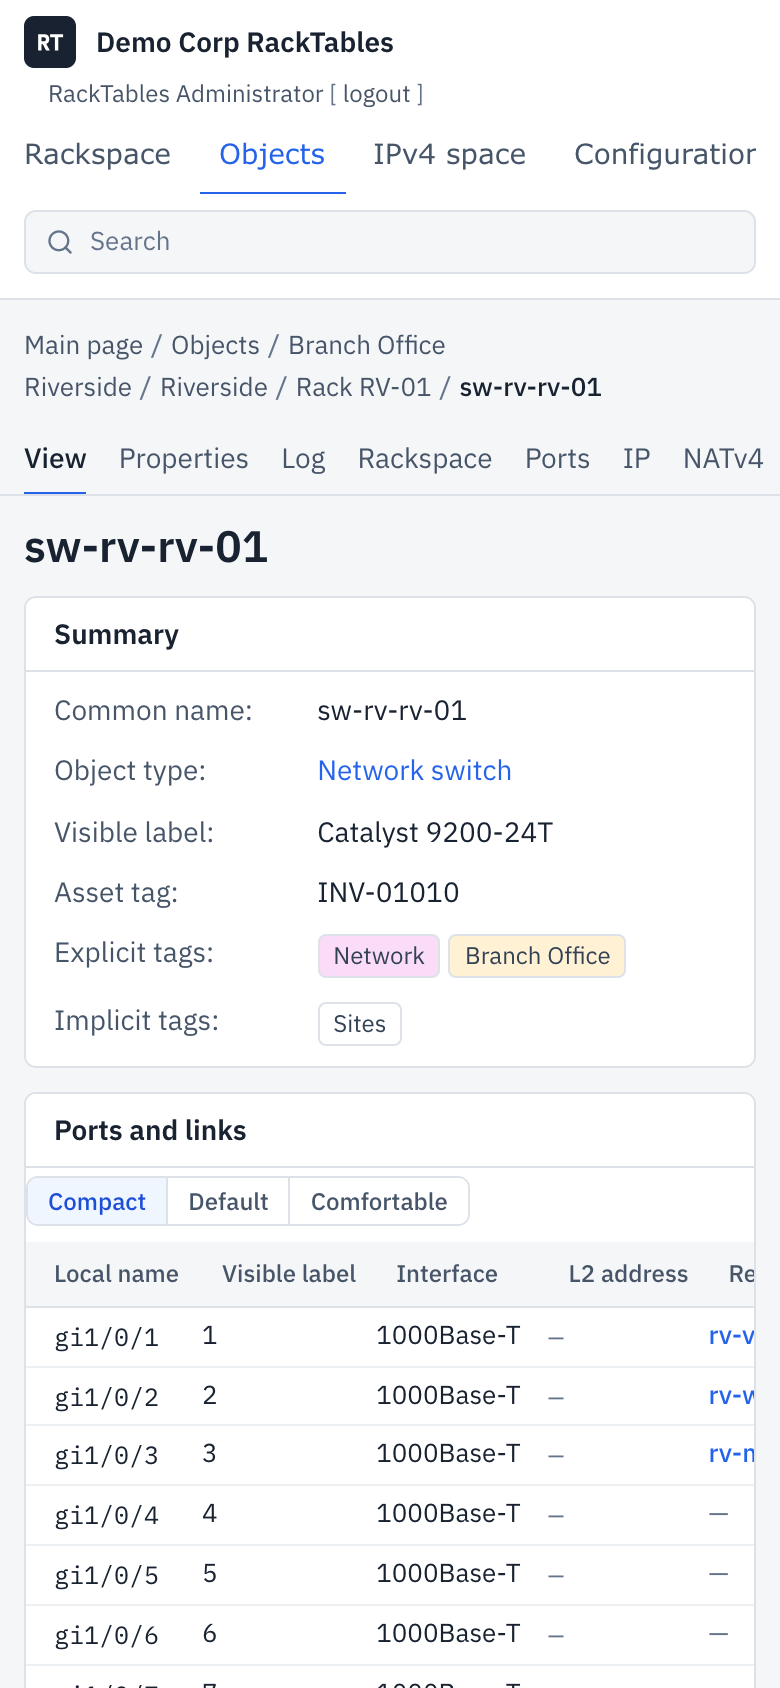 RT Demo Corp RackTables
RackTables Administrator [ logout ]
Rackspace Objects IPv4 space Configuration
Search
Main page / Objects / Branch Office
Riverside / Riverside / Rack RV-01 / sw-rv-rv-01
View Properties Log Rackspace Ports IP NATv4
sw-rv-rv-01
Summary
Common name: sw-rv-rv-01
Object type: Network switch
Visible label: Catalyst 9200-24T
Asset tag: INV-01010
Explicit tags: Network Branch Office
Implicit tags: Sites
Ports and links
Compact Default Comfortable
Local name Visible label Interface L2 address
gi1/0/1 1 1000Base-T –
gi1/0/2 2 1000Base-T –
gi1/0/3 3 1000Base-T –
gi1/0/4 4 1000Base-T – —
gi1/0/5 5 1000Base-T – —
gi1/0/6 6 1000Base-T – —